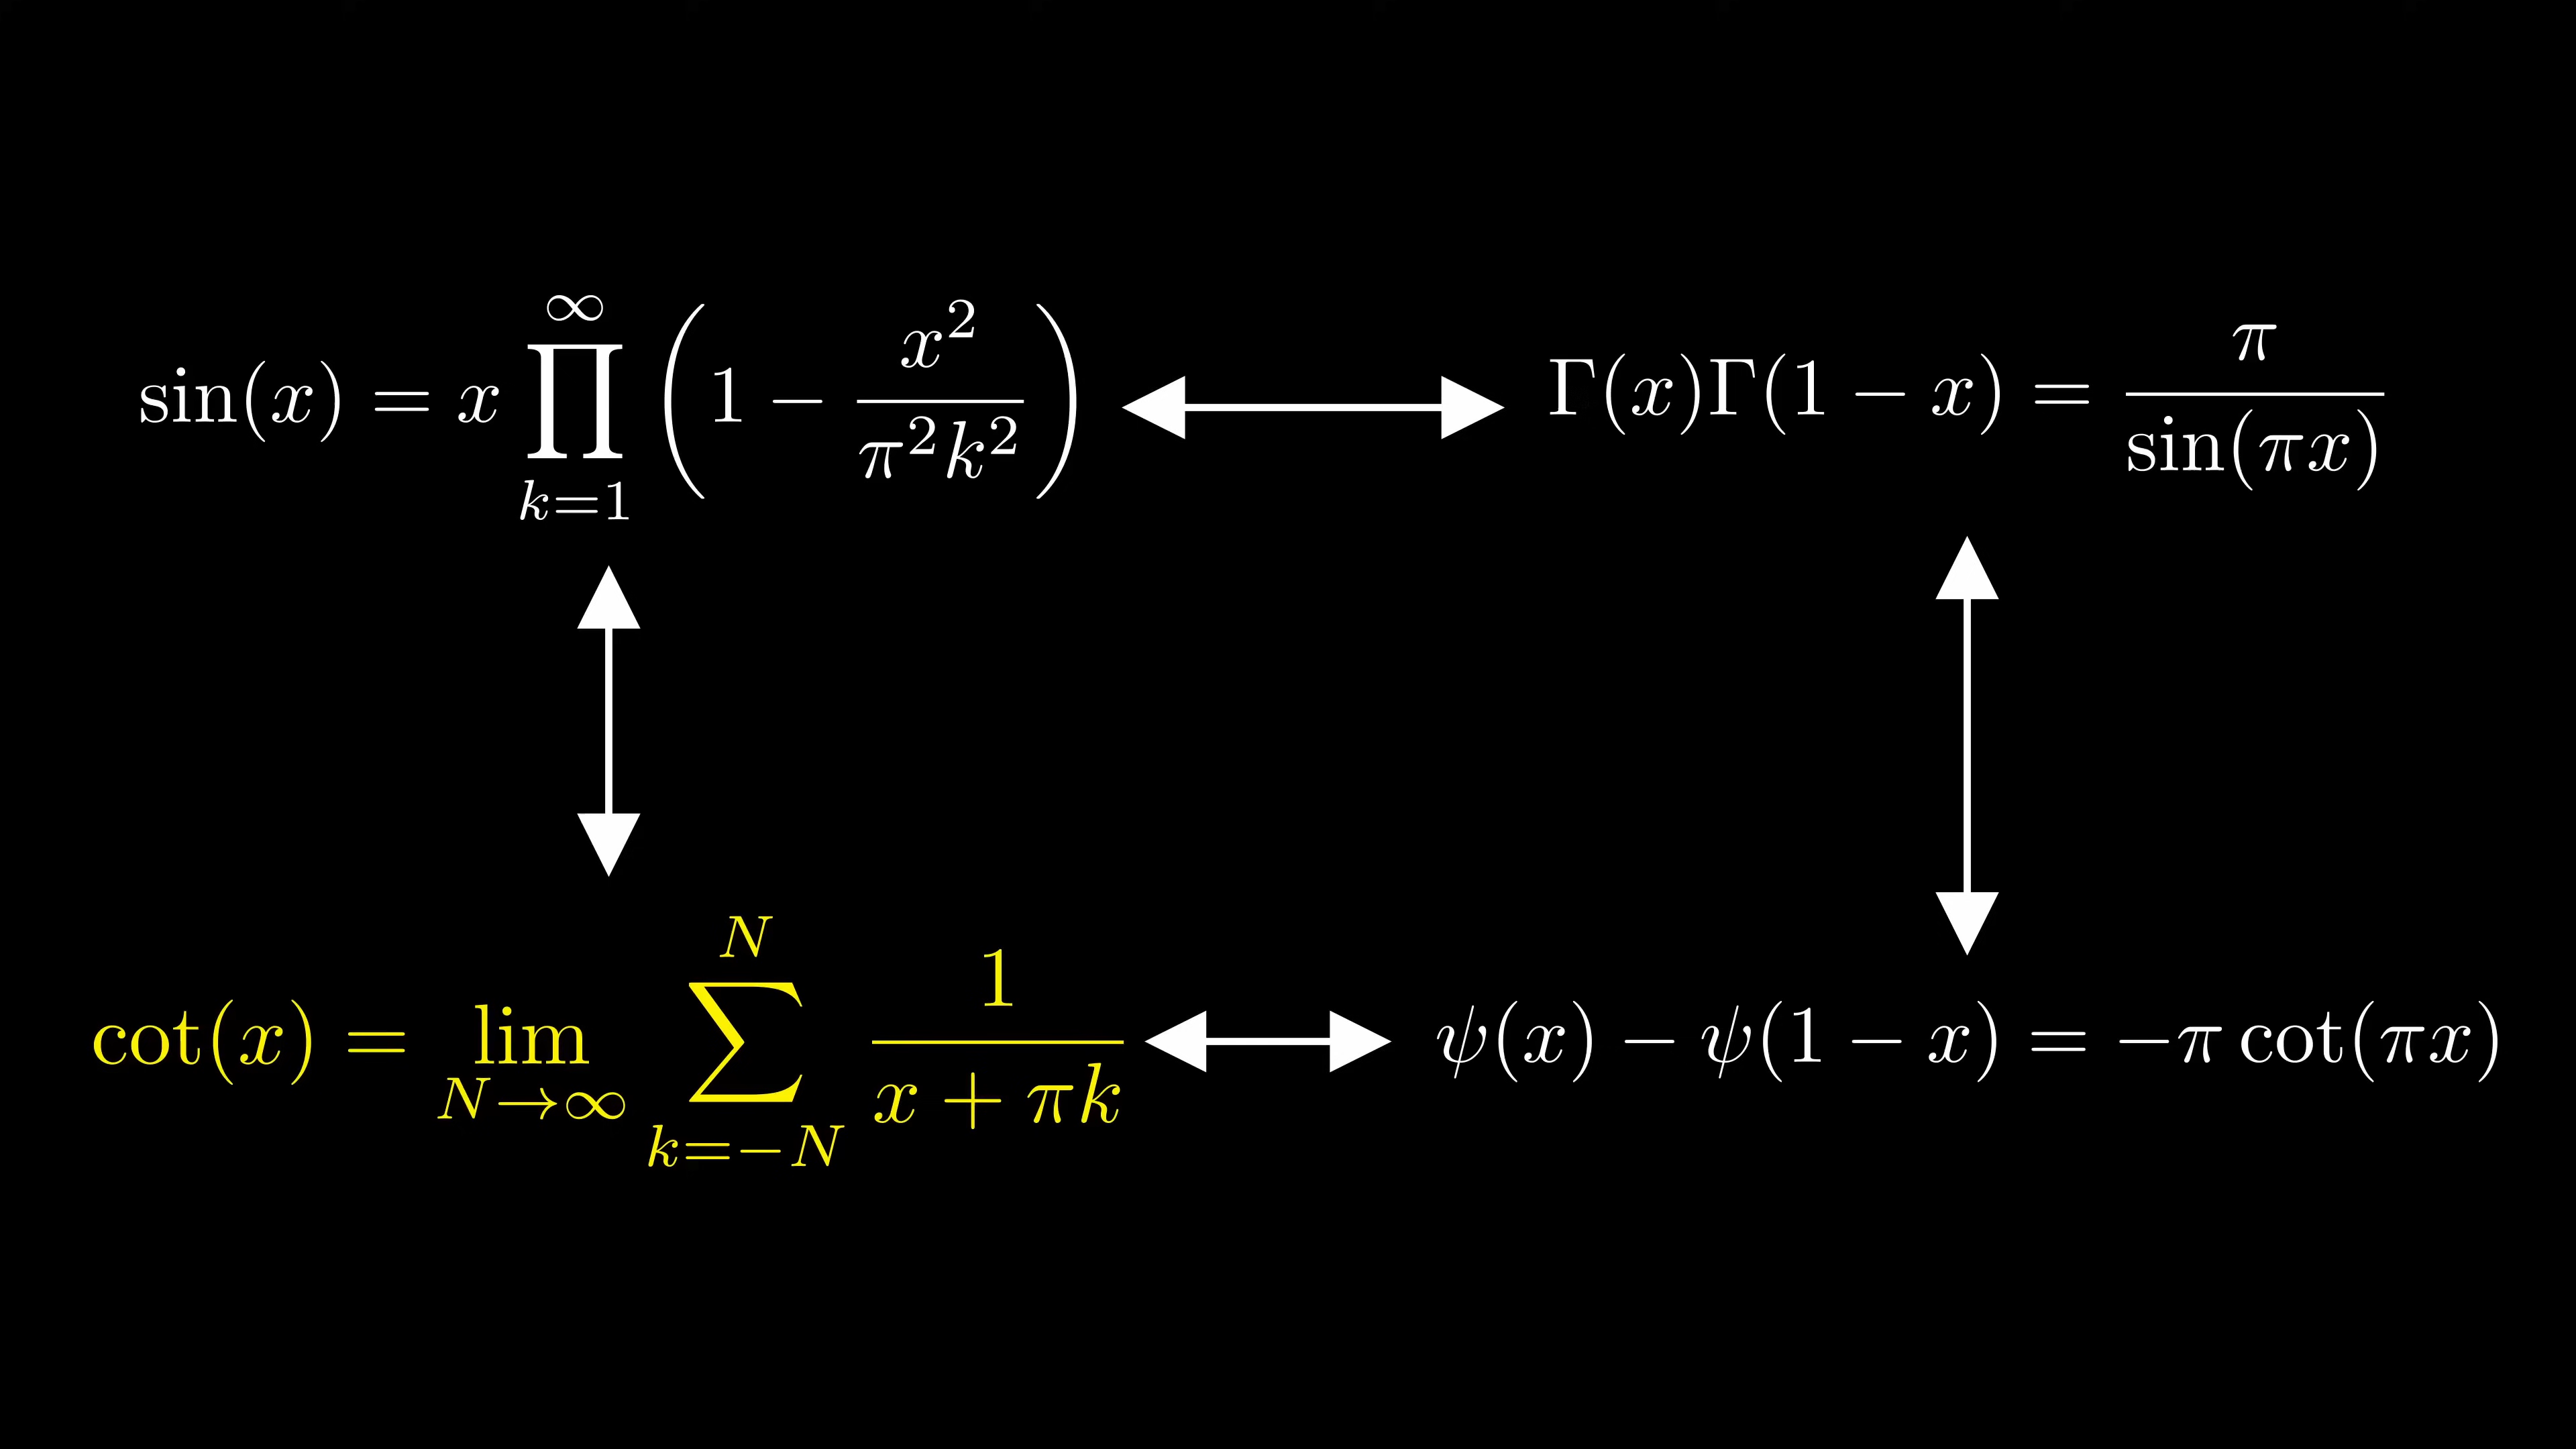 sin(x) = x ∏_{k=1}^{∞} (1 − x²/(π²k²))
Γ(x)Γ(1 − x) = π/sin(πx)
cot(x) = lim_{N→∞} ∑_{k=−N}^{N} 1/(x + πk)
ψ(x) − ψ(1 − x) = −π cot(πx)